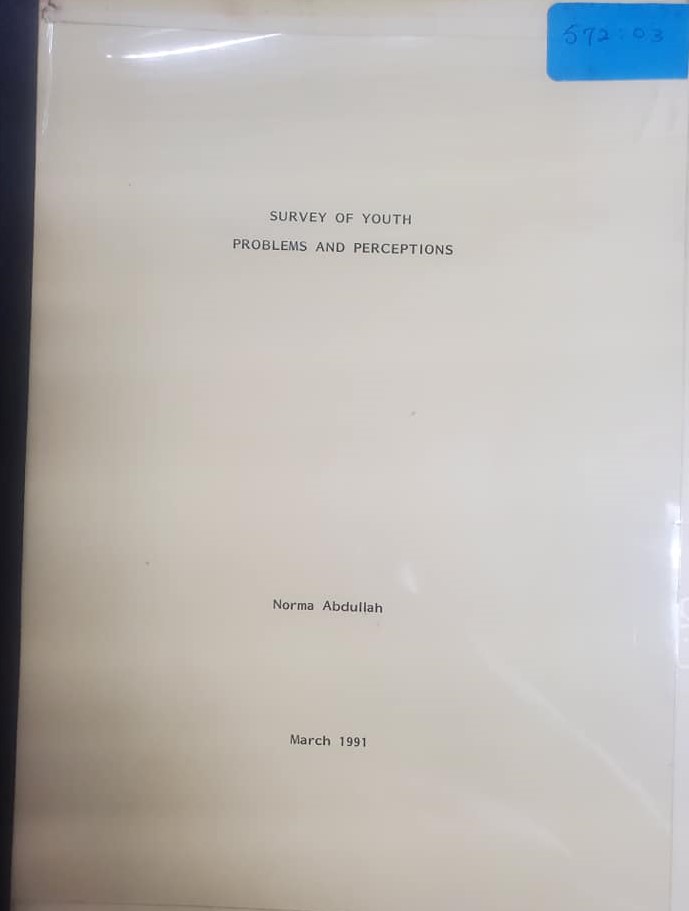 572:03
SURVEY OF YOUTH
PROBLEMS AND PERCEPTIONS
Norma Abdullah
March 1991